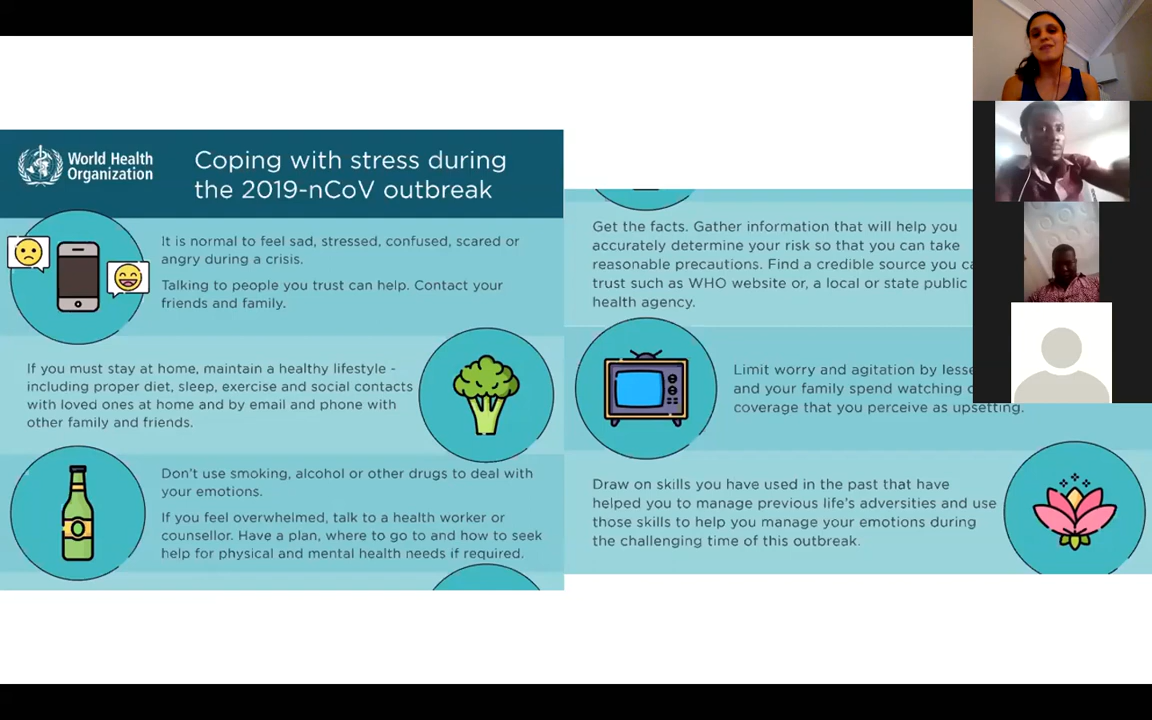 World Health
Organization
Coping with stress during
the 2019-nCoV outbreak
It is normal to feel sad, stressed, confused, scared or
angry during a crisis.
Talking to people you trust can help. Contact your
friends and family.
If you must stay at home, maintain a healthy lifestyle -
including proper diet, sleep, exercise and social contacts
with loved ones at home and by email and phone with
other family and friends.
Don't use smoking, alcohol or other drugs to deal with
your emotions.
If you feel overwhelmed, talk to a health worker or
counsellor. Have a plan, where to go to and how to seek
help for physical and mental health needs if required.
Get the facts. Gather information that will help you
accurately determine your risk so that you can take
reasonable precautions. Find a credible source you
trust such as WHO website or, a local or state public
health agency.
Limit worry and agitation by
and your family spend watching
coverage that you perceive as upsetting.
Draw on skills you have used in the past that have
helped you to manage previous life's adversities and use
those skills to help you manage your emotions during
the challenging time of this outbreak.